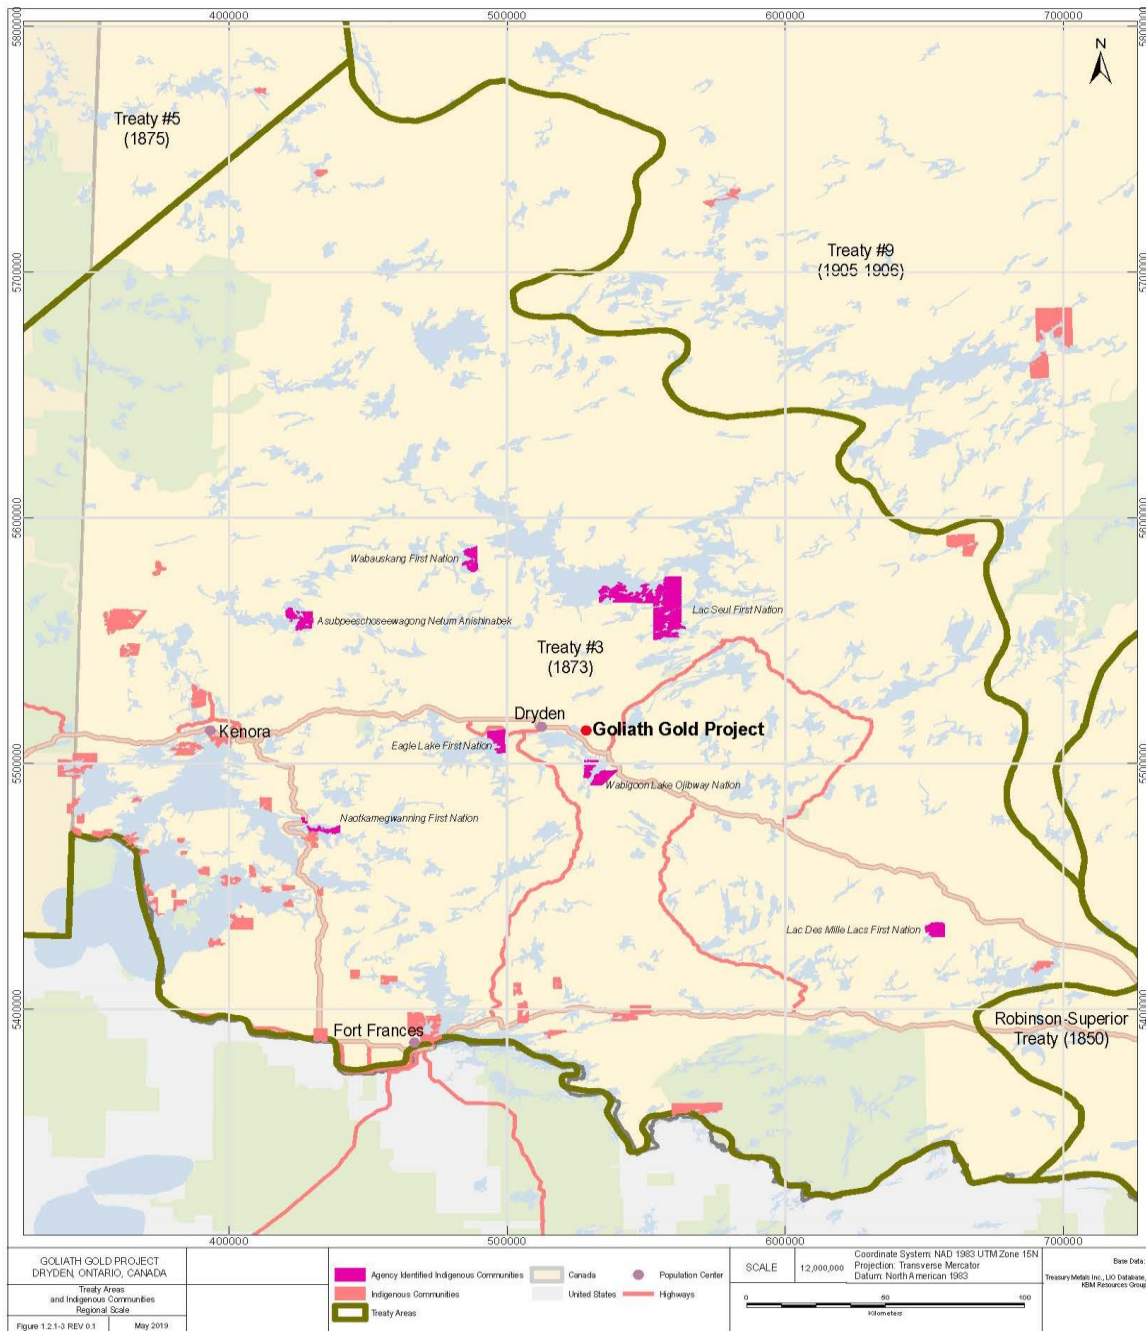 400000
500000
600000
700000
5800000
5800000
N
Treaty #5
(1875)
Treaty #9
(1905 1906)
5700000
5700000
5600000
5600000
Wabauskang First Nation
Lac Seul First Nation
Asubpeeschoseewagong Netum Anishinabek
Treaty #3
(1873)
Dryden
Goliath Gold Project
Kenora
Eagle Lake First Nation
5500000
5500000
Wabigoon Lake Ojibway Nation
Naotkamegwanning First Nation
Lac Des Mille Lacs First Nation
5400000
5400000
Robinson-Superior
Treaty (1850)
Fort Frances
400000
500000
600000
700000
GOLIATH GOLD PROJECT
DRYDEN, ONTARIO, CANADA
Treaty Areas
and Indigenous Communities
Regional Scale
Figure 1.2.1-3 REV 0.1
May 2019
Agency Identified Indigenous Communities
Indigenous Communities
Treaty Areas
Canada
United States
Population Center
Highways
SCALE
1:2,000,000
Coordinate System: NAD 1983 UTM Zone 15N
Projection: Transverse Mercator
Datum: North American 1983
0
50
100
Kilometers
Base Data:
Treasury Metals Inc., LIO Database,
KBM Resources Group